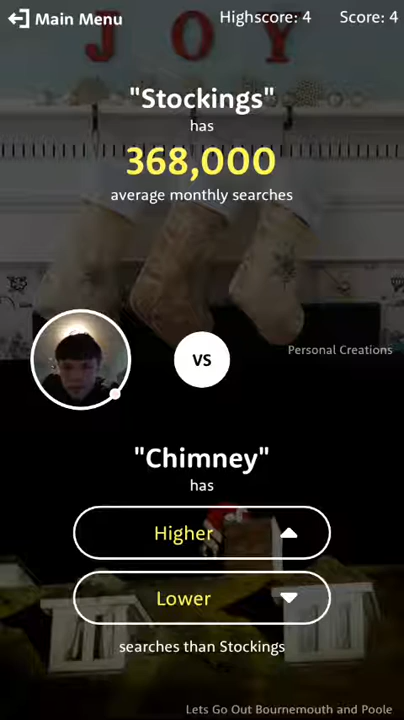 Main Menu
Highscore: 4
Score: 4
JOY
"Stockings"
has
368,000
average monthly searches
Personal Creations
VS
"Chimney"
has
Higher
Lower
searches than Stockings
Lets Go Out Bournemouth and Poole